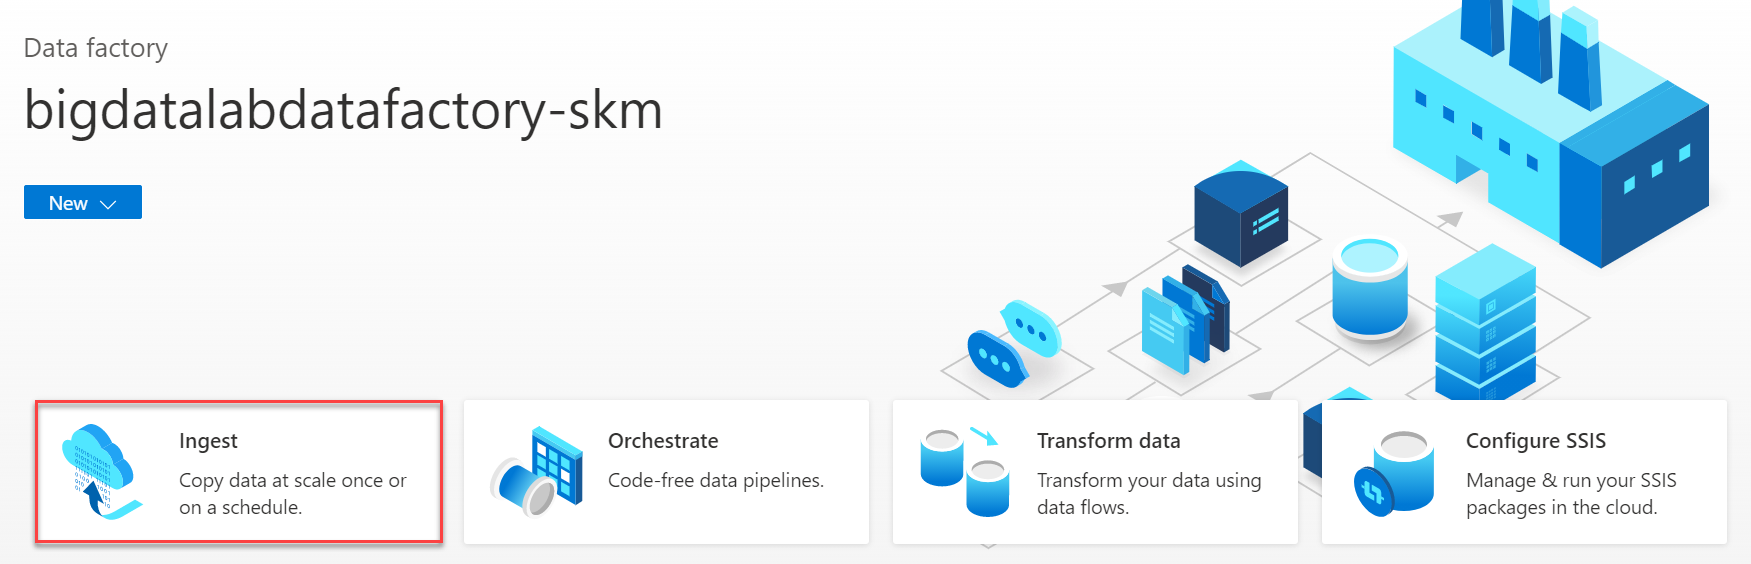 Data factory
bigdatalabdatafactory-skm
New
Ingest
Copy data at scale once or
on a schedule.
Orchestrate
Code-free data pipelines.
Transform data
Transform your data using
data flows.
Configure SSIS
Manage & run your SSIS
packages in the cloud.